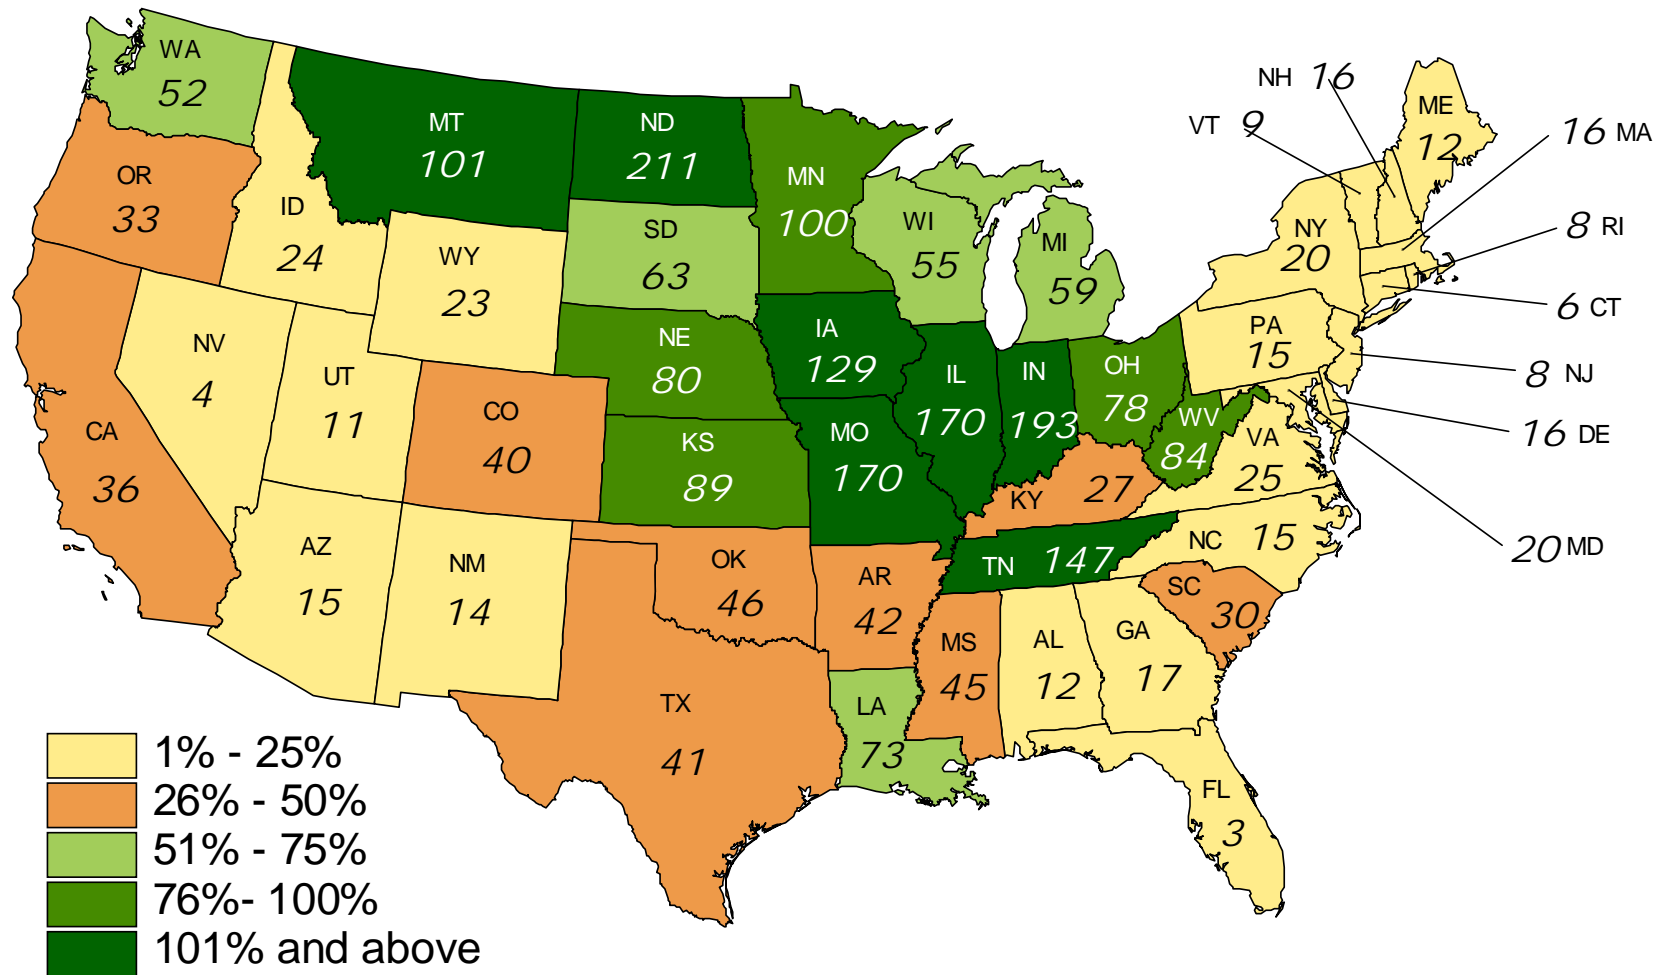 WA
52
OR
33
CA
36
ID
24
NV
4
MT
101
WY
23
UT
11
AZ
15
CO
40
NM
14
ND
211
SD
63
NE
80
KS
89
OK
46
TX
41
MN
100
IA
129
MO
170
AR
42
LA
73
WI
55
IL
170
MI
59
IN
193
OH
78
KY 27
TN 147
MS
45
AL
12
GA
17
FL
3
SC
30
NC 15
VA
25
WV
84
PA
15
NY
20
VT 9
NH 16
ME
12
16 MA
8 RI
6 CT
8 NJ
16 DE
20 MD
1% - 25%
26% - 50%
51% - 75%
76%- 100%
101% and above